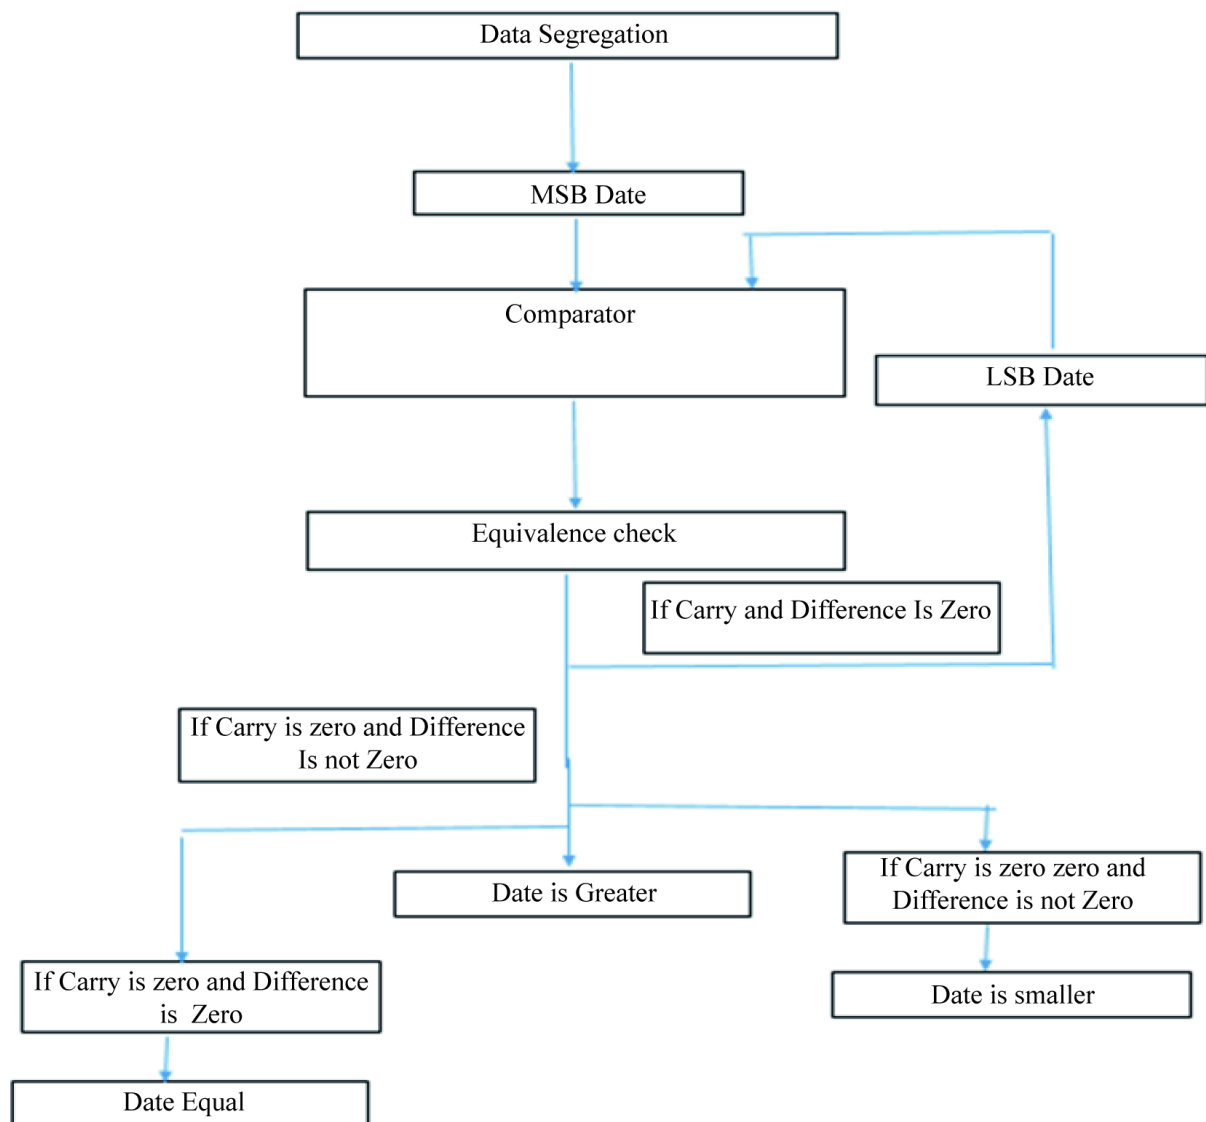 Data Segregation
MSB Date
Comparator
LSB Date
Equivalence check
If Carry and Difference Is Zero
If Carry is zero and Difference
Is not Zero
Date is Greater
If Carry is zero zero and
Difference is not Zero
If Carry is zero and Difference
is Zero
Date is smaller
Date Equal